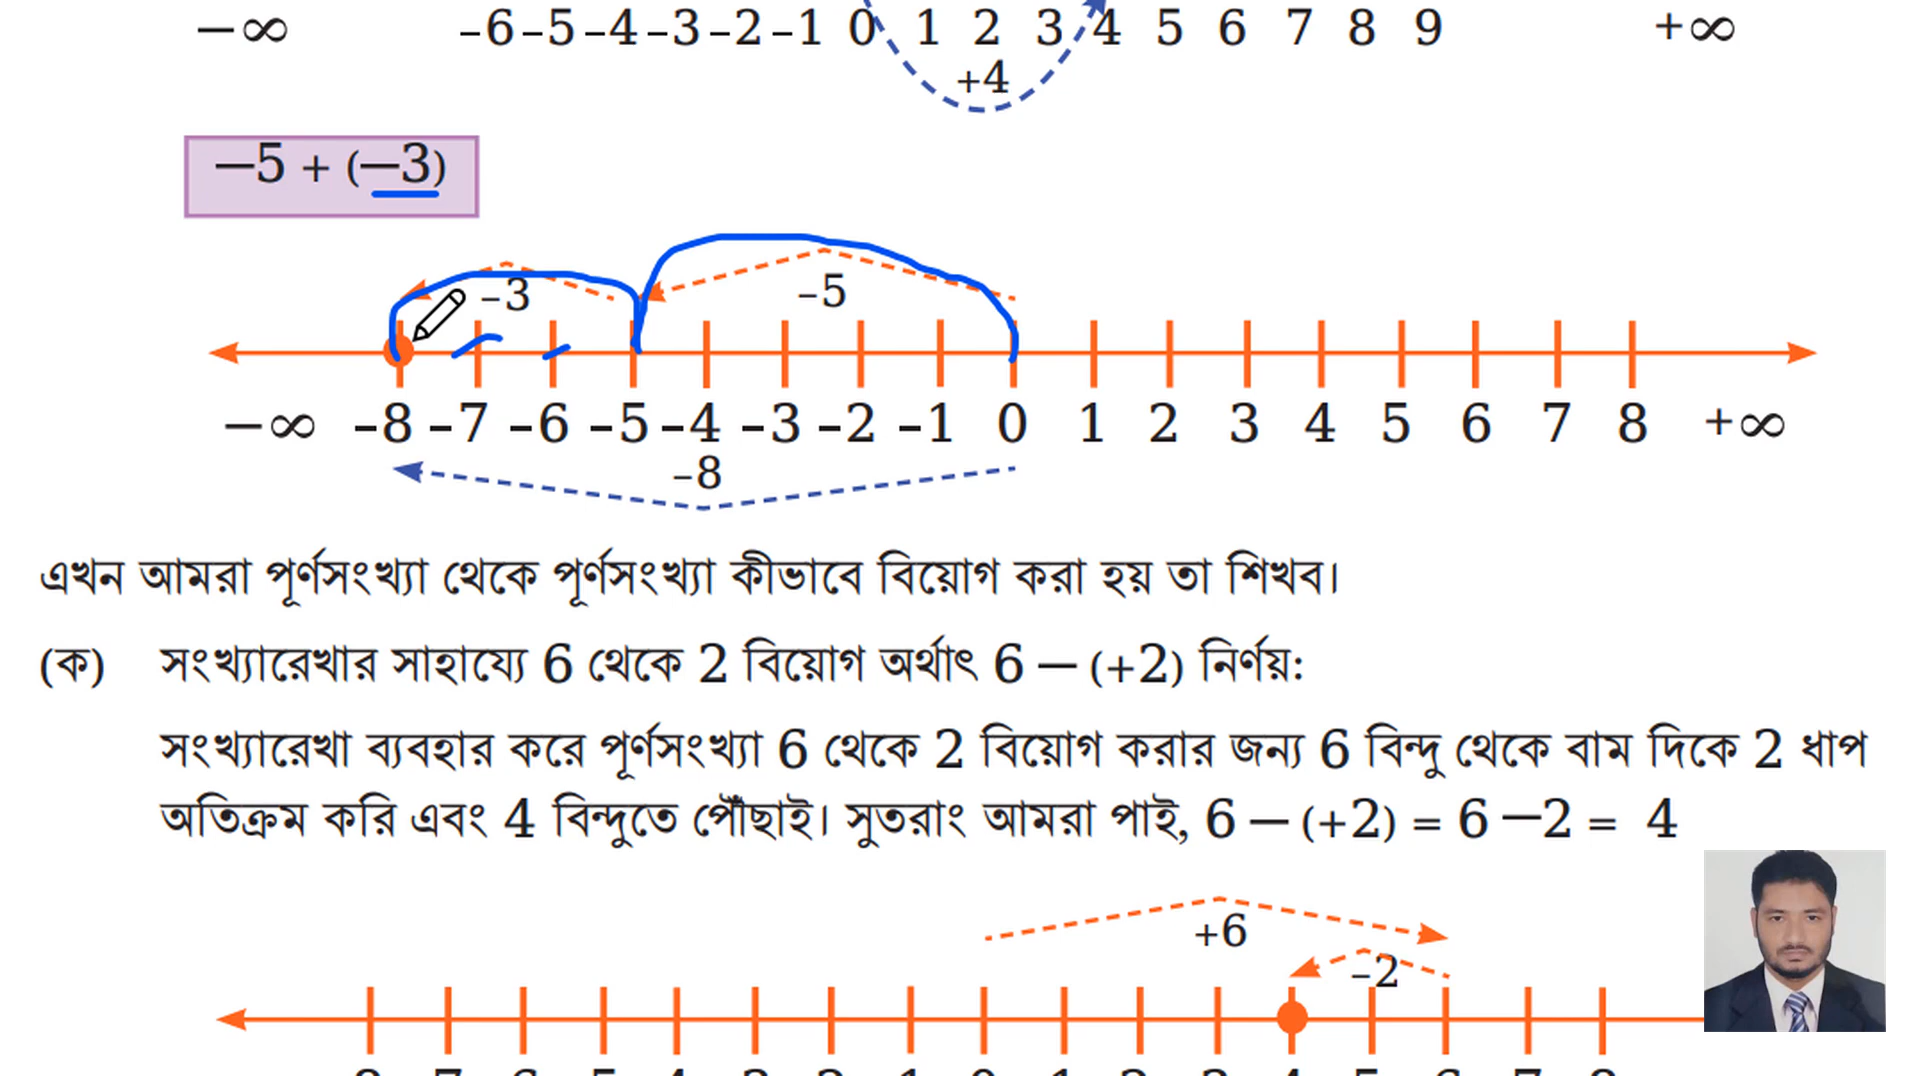 −∞ –6 –5 –4 –3 –2 –1 0 1 2 3 4 5 6 7 8 9 +∞
+4
−5 + (−3)
–3 –5
−∞ –8 –7 –6 –5 –4 –3 –2 –1 0 1 2 3 4 5 6 7 8 +∞
–8
এখন আমরা পূর্ণসংখ্যা থেকে পূর্ণসংখ্যা কীভাবে বিয়োগ করা হয় তা শিখব।
(ক) সংখ্যারেখার সাহায্যে 6 থেকে 2 বিয়োগ অর্থাৎ 6 − (+2) নির্ণয়:
সংখ্যারেখা ব্যবহার করে পূর্ণসংখ্যা 6 থেকে 2 বিয়োগ করার জন্য 6 বিন্দু থেকে বাম দিকে 2 ধাপ
অতিক্রম করি এবং 4 বিন্দুতে পৌঁছাই। সুতরাং আমরা পাই, 6 − (+2) = 6 −2 = 4
+6
–2